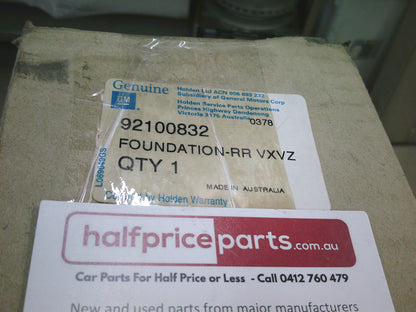 Genuine
GM
Holden Ltd ACN 006 893 232
Subsidiary of General Motors Corp
Holden Service Parts Operations
Princes Highway Dandenong
Victoria 3175 Australia
0378
92100832
FOUNDATION-RR VXVZ
QTY 1
MADE IN AUSTRALIA
Holden Warranty
halfpriceparts.com.au
Car Parts For Half Price or Less - Call 0412 760 479
New and used parts from major manufacturers